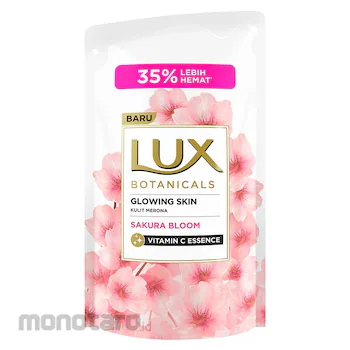 35% LEBIH
HEMAT*
BARU
LUX
BOTANICALS
GLOWING SKIN
KULIT MERONA
SAKURA BLOOM
VITAMIN C ESSENCE
monotaro.id